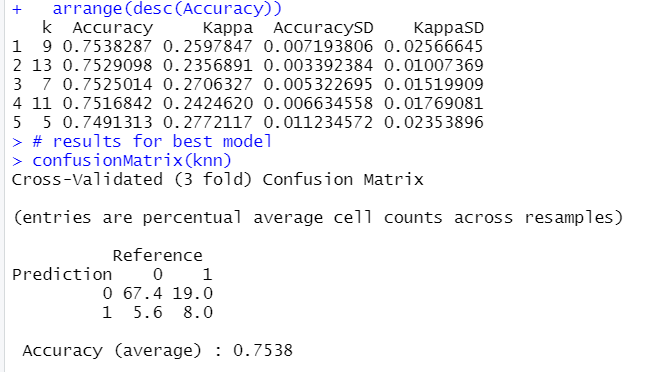 +   arrange(desc(Accuracy))
   k  Accuracy     Kappa  AccuracySD    KappaSD
1  9 0.7538287 0.2597847 0.007193806 0.02566645
2 13 0.7529098 0.2356891 0.003392384 0.01007369
3  7 0.7525014 0.2706327 0.005322695 0.01519909
4 11 0.7516842 0.2424620 0.006634558 0.01769081
5  5 0.7491313 0.2772117 0.011234572 0.02353896
> # results for best model
> confusionMatrix(knn)
Cross-Validated (3 fold) Confusion Matrix
(entries are percentual average cell counts across resamples)
          Reference
Prediction    0    1
         0 67.4 19.0
         1  5.6  8.0
 Accuracy (average) : 0.7538